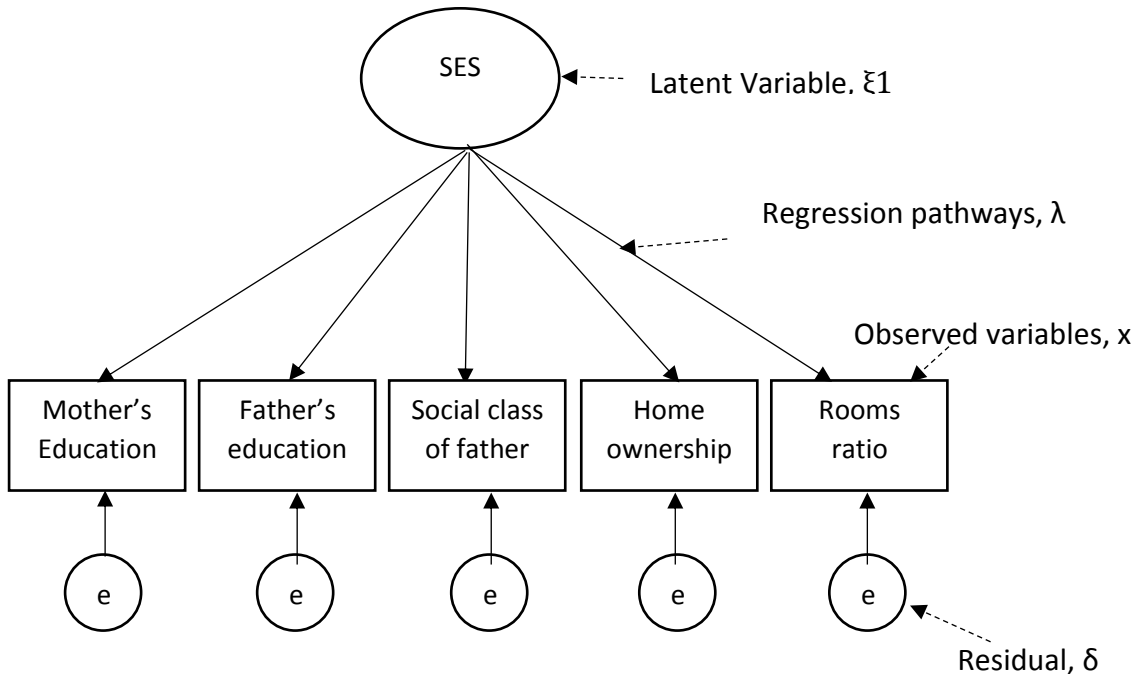 SES
Latent Variable, ξ1
Regression pathways, λ
Observed variables, x
Mother’s
Education
Father’s
education
Social class
of father
Home
ownership
Rooms
ratio
e
e
e
e
e
Residual, δ